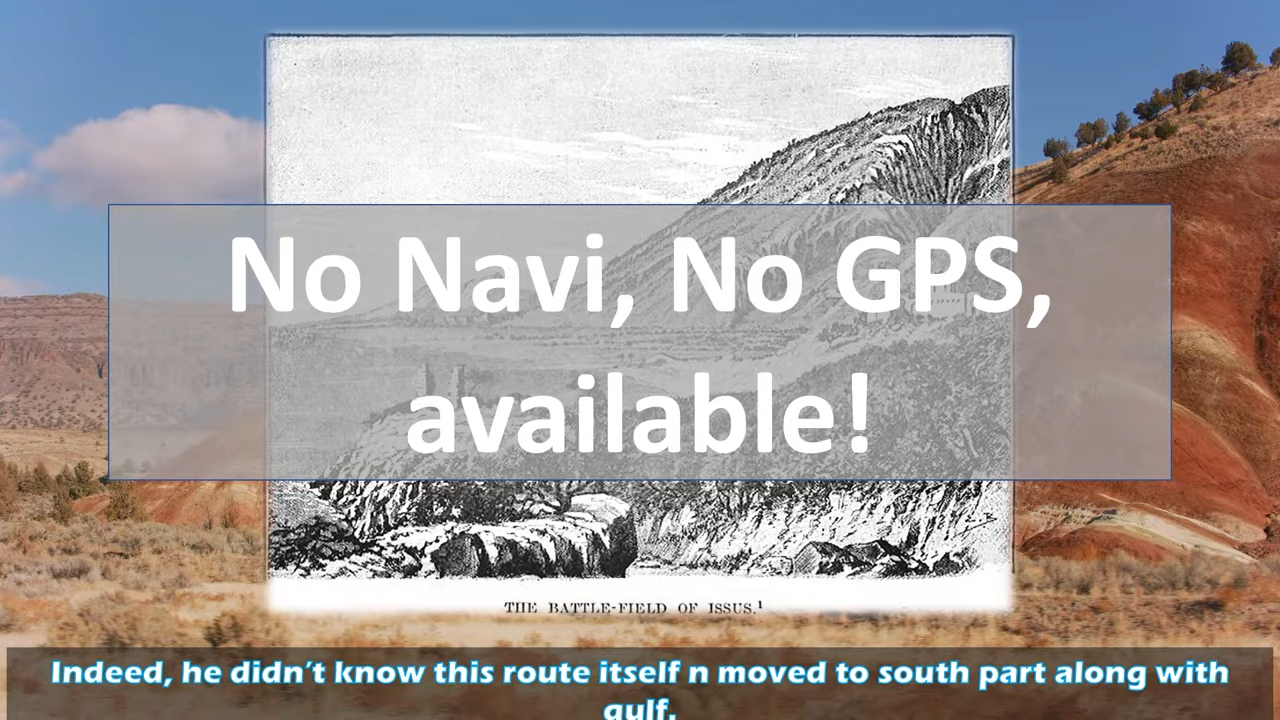 No Navi, No GPS,
available!
THE BATTLE-FIELD OF ISSUS.¹
Indeed, he didn’t know this route itself n moved to south part along with
gulf.